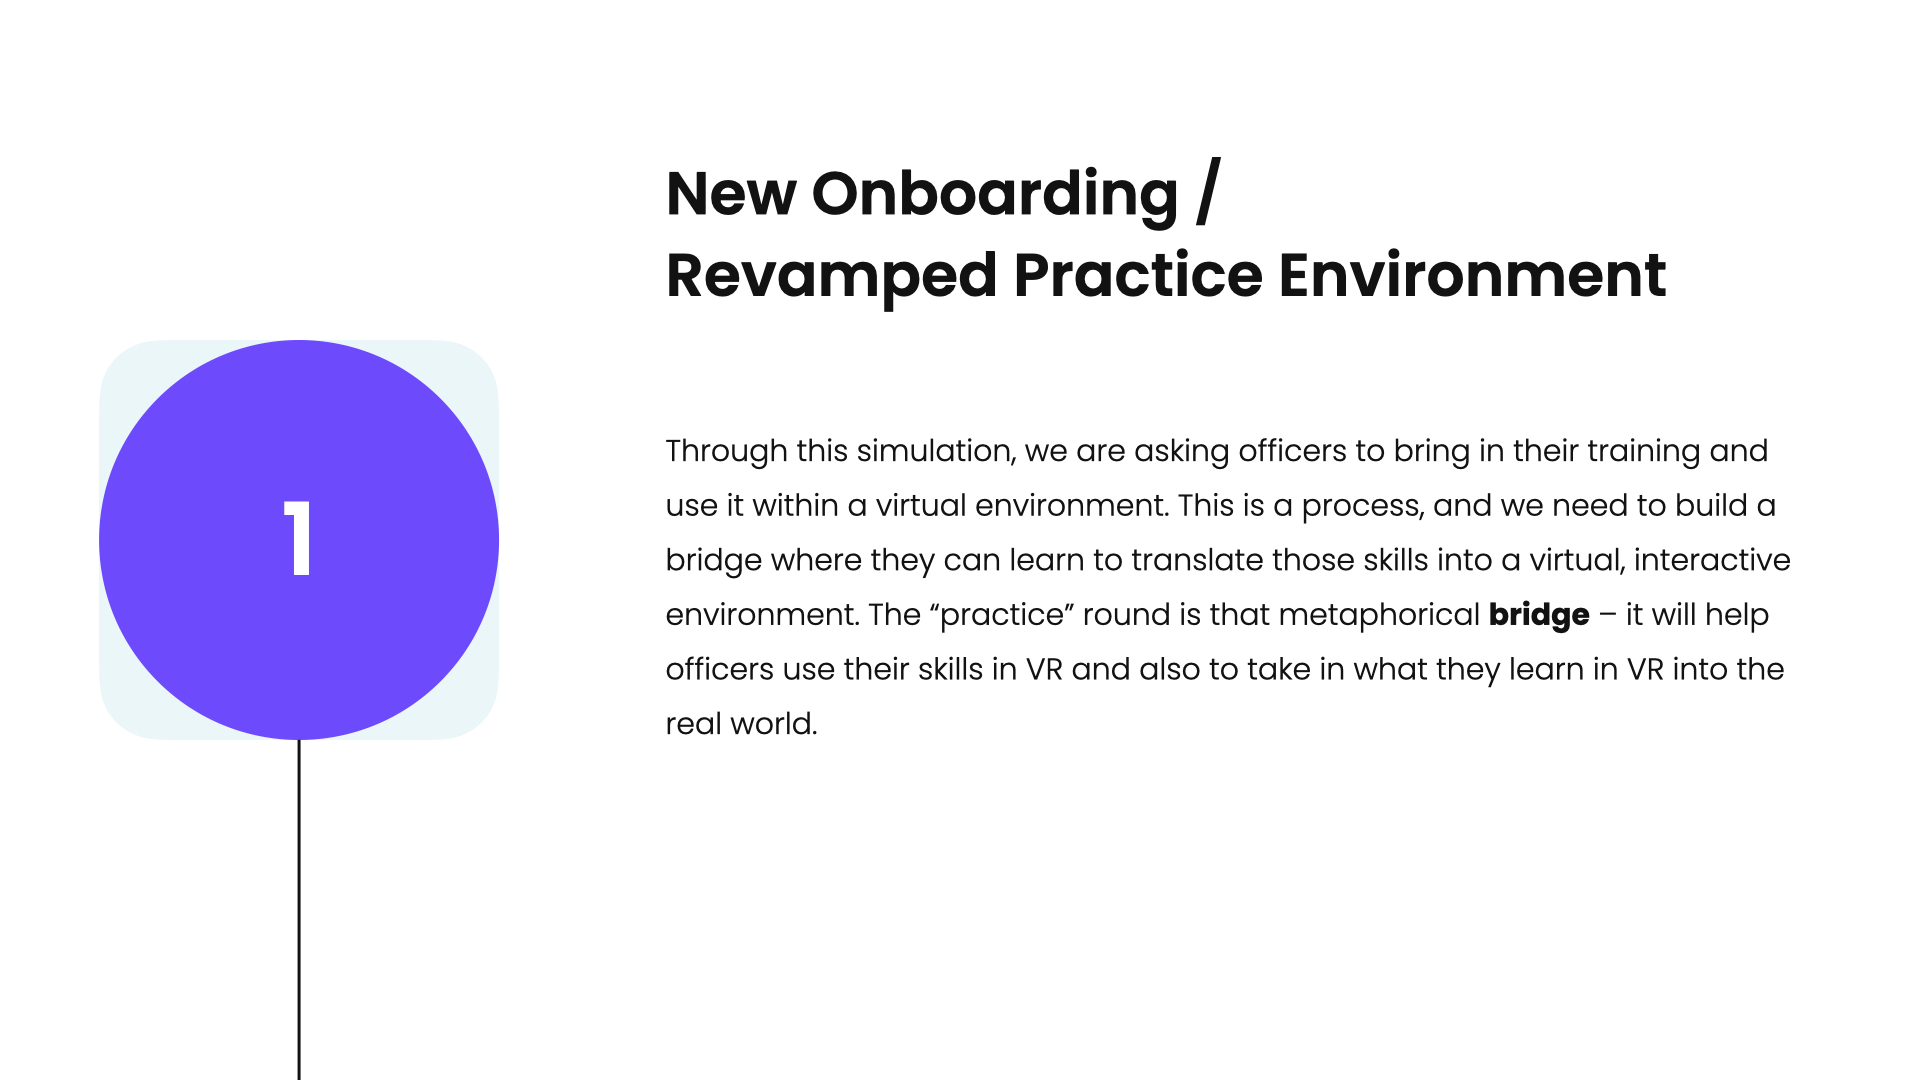 New Onboarding /
Revamped Practice Environment
1
Through this simulation, we are asking officers to bring in their training and
use it within a virtual environment. This is a process, and we need to build a
bridge where they can learn to translate those skills into a virtual, interactive
environment. The “practice” round is that metaphorical bridge – it will help
officers use their skills in VR and also to take in what they learn in VR into the
real world.